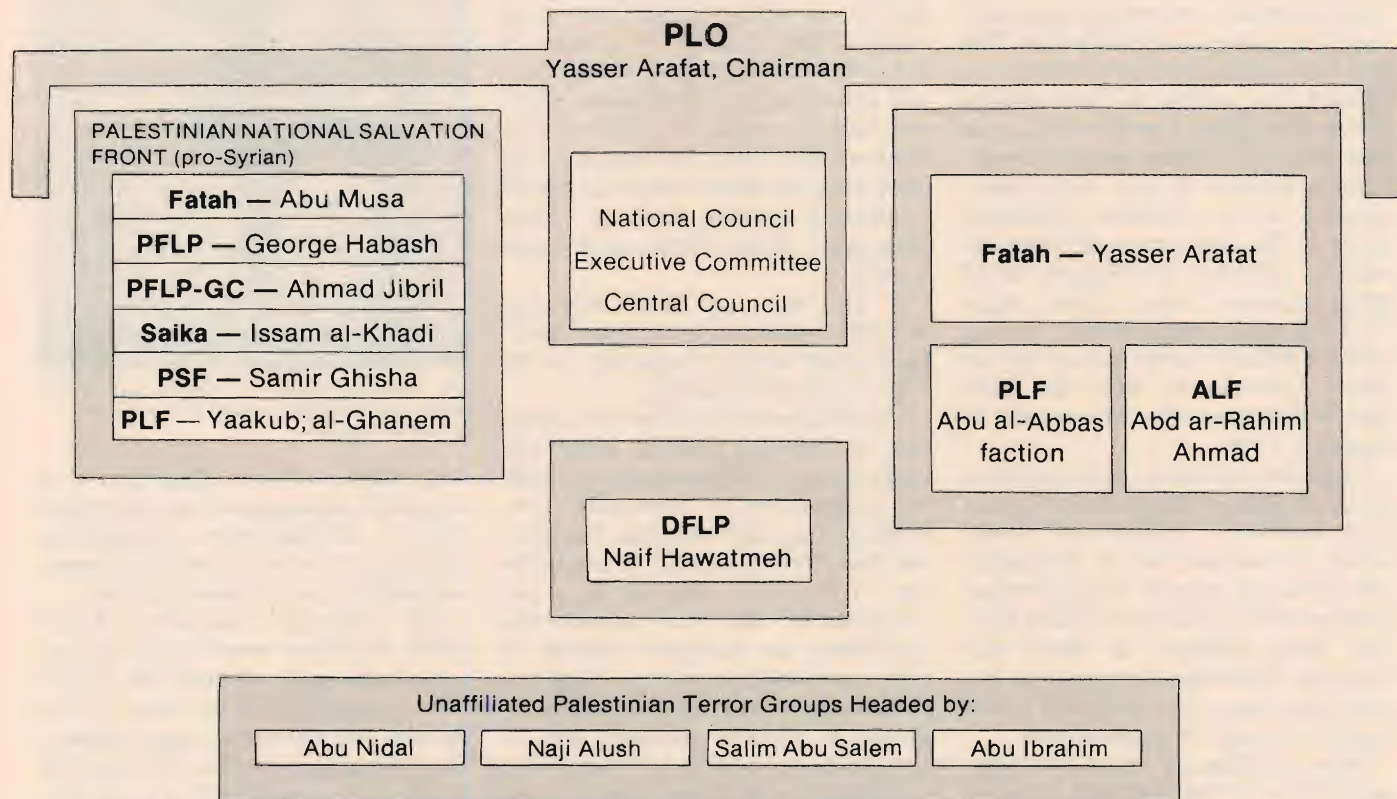 PLO
Yasser Arafat, Chairman
PALESTINIAN NATIONAL SALVATION
FRONT (pro-Syrian)
Fatah — Abu Musa
PFLP — George Habash
PFLP-GC — Ahmad Jibril
Saika — Issam al-Khadi
PSF — Samir Ghisha
PLF — Yaakub; al-Ghanem
National Council
Executive Committee
Central Council
Fatah — Yasser Arafat
PLF
Abu al-Abbas
faction
ALF
Abd ar-Rahim
Ahmad
DFLP
Naif Hawatmeh
Unaffiliated Palestinian Terror Groups Headed by:
Abu Nidal
Naji Alush
Salim Abu Salem
Abu Ibrahim